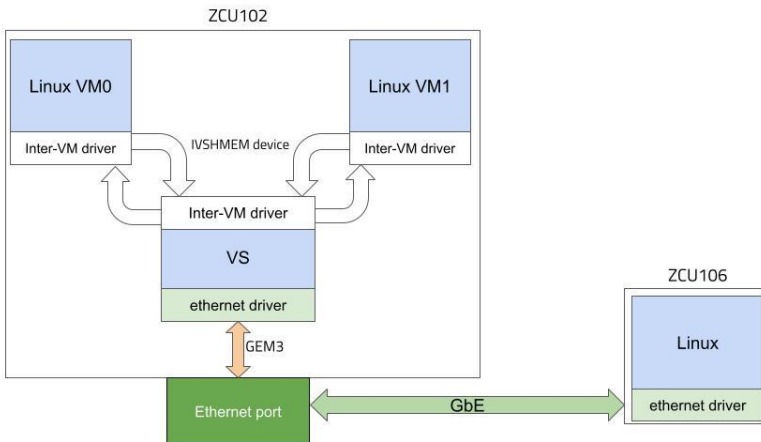 ZCU102
Linux VM0
Linux VM1
Inter-VM driver
IVSHMEM device
Inter-VM driver
Inter-VM driver
VS
ethernet driver
GEM3
Ethernet port
GbE
ZCU106
Linux
ethernet driver